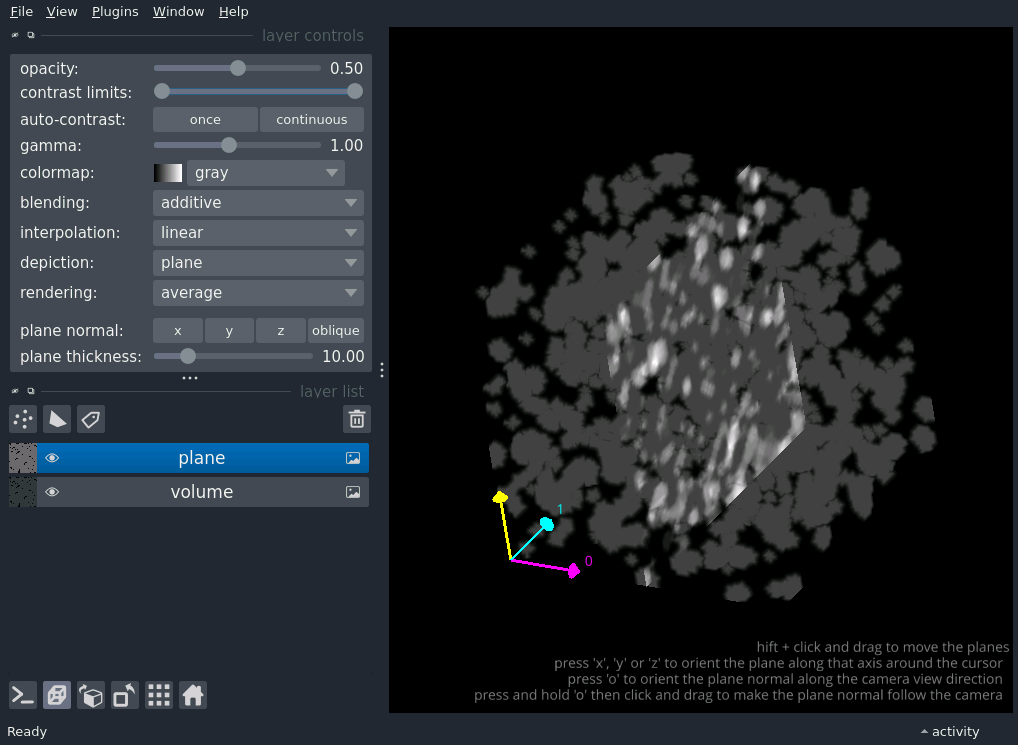 File View Plugins Window Help
layer controls
opacity: 0.50
contrast limits:
auto-contrast: once continuous
gamma: 1.00
colormap: gray
blending: additive
interpolation: linear
depiction: plane
rendering: average
plane normal: x y z oblique
plane thickness: 10.00
layer list
plane
volume
1
0
hift + click and drag to move the planes
press 'x', 'y' or 'z' to orient the plane along that axis around the cursor
press 'o' to orient the plane normal along the camera view direction
press and hold 'o' then click and drag to make the plane normal follow the camera
Ready activity